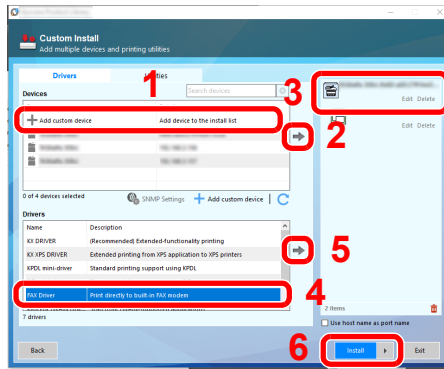 Custom Install
Add multiple devices and printing utilities
Drivers
Utilities
1
Devices
Search devices
3
Add custom device
Add device to the install list
Edit Delete
2
Edit Delete
0 of 4 devices selected
SNMP Settings
Add custom device
Drivers
Name
Description
KX DRIVER
(Recommended) Extended-functionality printing
KX XPS DRIVER
Extended printing from XPS application to XPS printers
5
KPDL mini-driver
Standard printing support using KPDL
FAX Driver
Print directly to built-in FAX modem
4
7 drivers
2 items
Use host name as port name
6
Back
Install
Exit